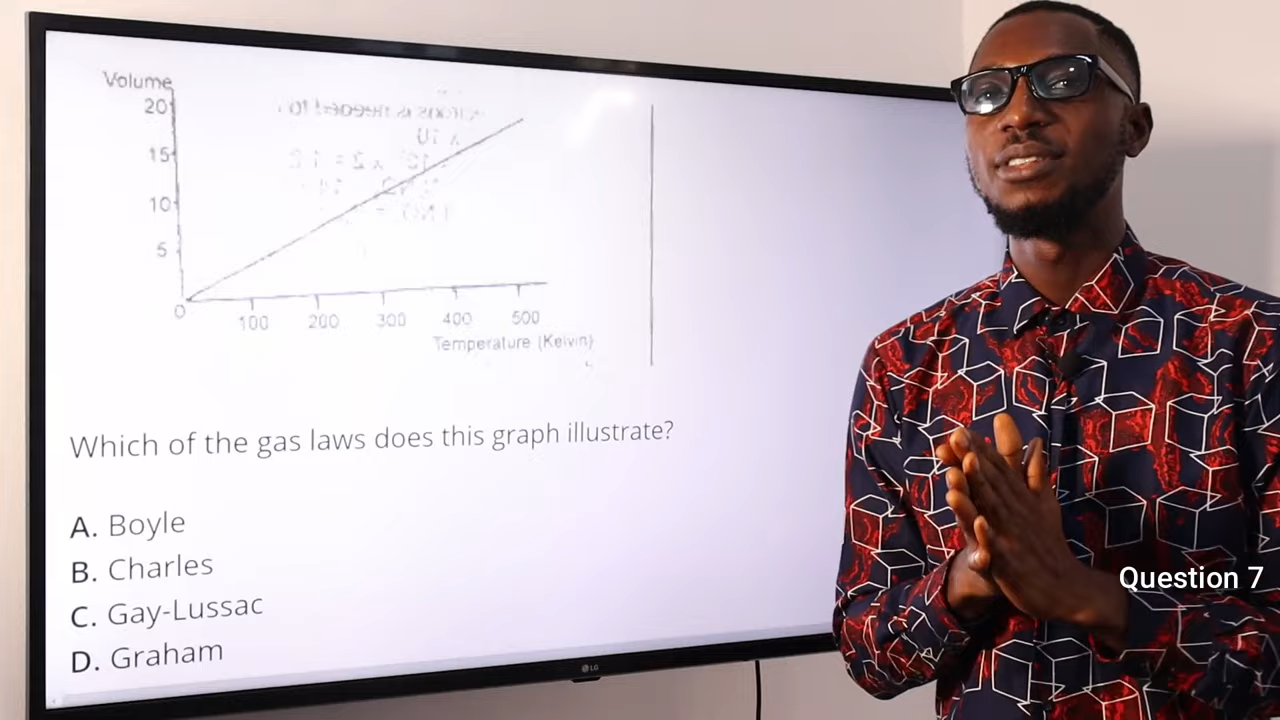 Volume
20
15
10
5
0
100 200 300 400 500
Temperature (Kelvin)
Which of the gas laws does this graph illustrate?
A. Boyle
B. Charles
C. Gay-Lussac
D. Graham
LG
Question 7